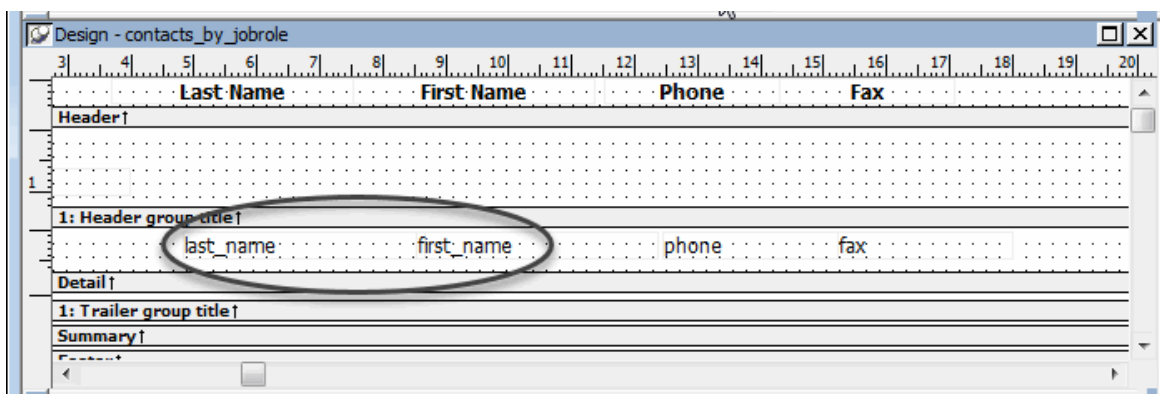 Design - contacts_by_jobrole
3 4 5 6 7 8 9 10 11 12 13 14 15 16 17 18 19 20
Last Name First Name Phone Fax
Header↑
1
1: Header group title↑
last_name first_name phone fax
Detail↑
1: Trailer group title↑
Summary↑